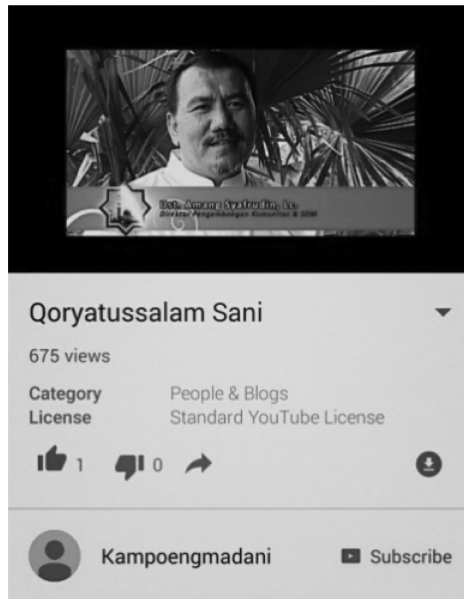 Ust. Amang Syafrudin, Lc.
Direktur Pengembangan Komunitas & SDM
Qoryatussalam Sani
675 views
Category People & Blogs
License Standard YouTube License
1 0
Kampoengmadani Subscribe